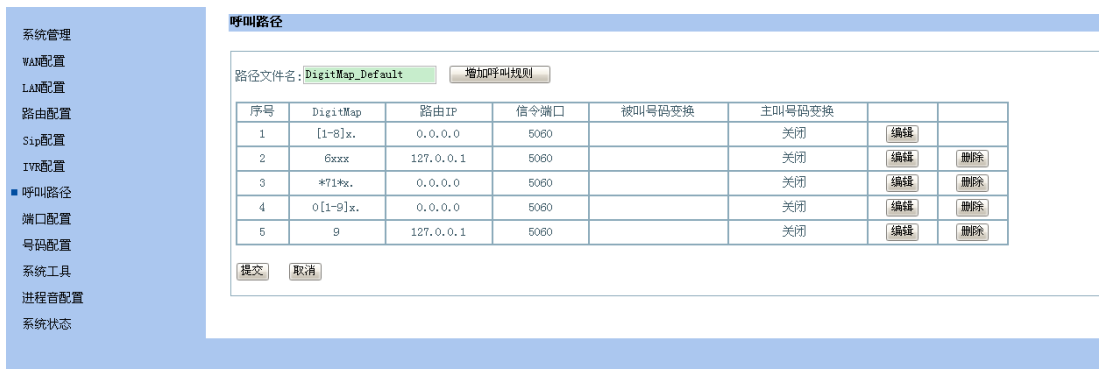 系统管理
WAN配置
LAN配置
路由配置
Sip配置
IVR配置
呼叫路径
端口配置
号码配置
系统工具
进程音配置
系统状态
呼叫路径
路径文件名: DigitMap_Default 增加呼叫规则
序号 DigitMap 路由IP 信令端口 被叫号码变换 主叫号码变换
1 [1-8]x. 0.0.0.0 5060 关闭 编辑
2 6xxx 127.0.0.1 5060 关闭 编辑 删除
3 *71*x. 0.0.0.0 5060 关闭 编辑 删除
4 0[1-9]x. 0.0.0.0 5060 关闭 编辑 删除
5 9 127.0.0.1 5060 关闭 编辑 删除
提交 取消